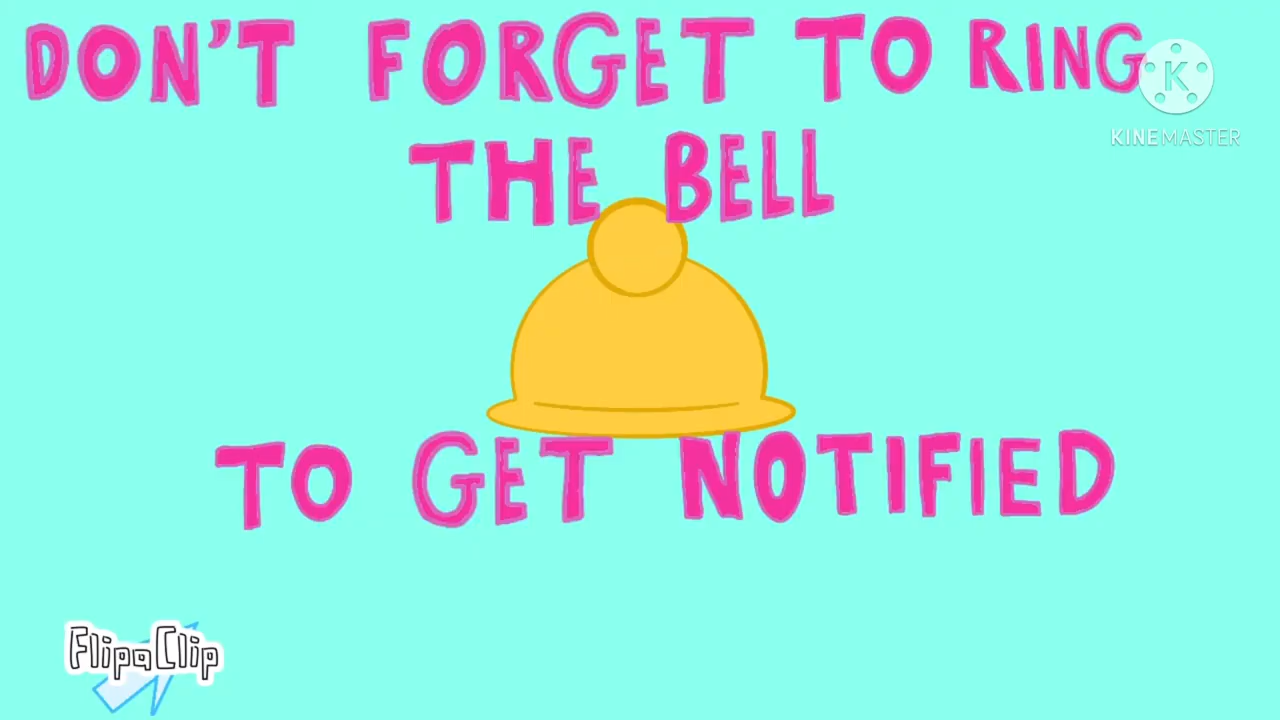 DON'T FORGET TO RING
K
KINEMASTER
THE BELL
TO GET NOTIFIED
FlipaClip